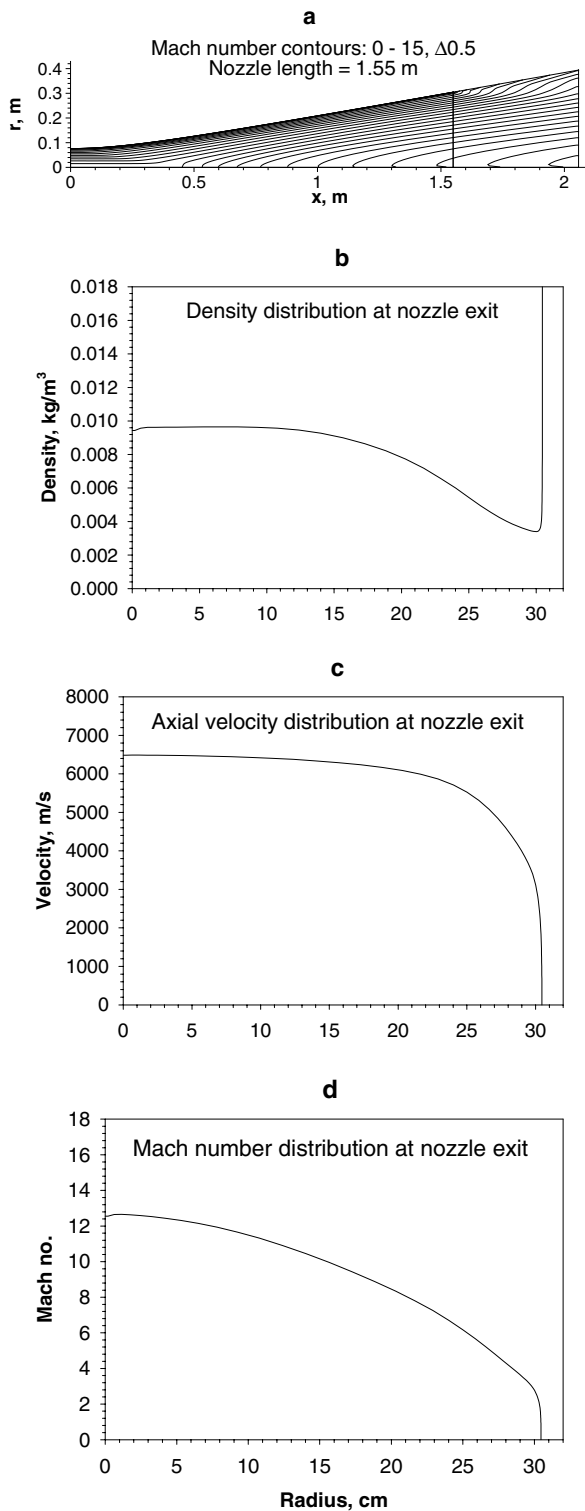 a
Mach number contours: 0 - 15, Δ0.5
Nozzle length = 1.55 m
r, m
0.4
0.3
0.2
0.1
0
0 0.5 1 1.5 2
x, m
b
Density distribution at nozzle exit
Density, kg/m³
0.018
0.016
0.014
0.012
0.010
0.008
0.006
0.004
0.002
0.000
0 5 10 15 20 25 30
c
Axial velocity distribution at nozzle exit
Velocity, m/s
8000
7000
6000
5000
4000
3000
2000
1000
0
0 5 10 15 20 25 30
d
Mach number distribution at nozzle exit
Mach no.
18
16
14
12
10
8
6
4
2
0
0 5 10 15 20 25 30
Radius, cm